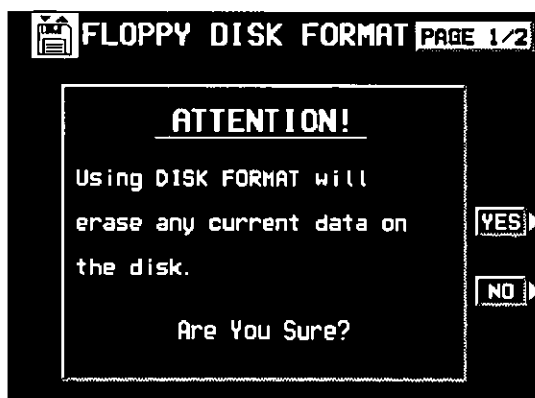 FLOPPY DISK FORMAT PAGE 1/2
ATTENTION!
Using DISK FORMAT will
erase any current data on
the disk.
Are You Sure?
YES
NO